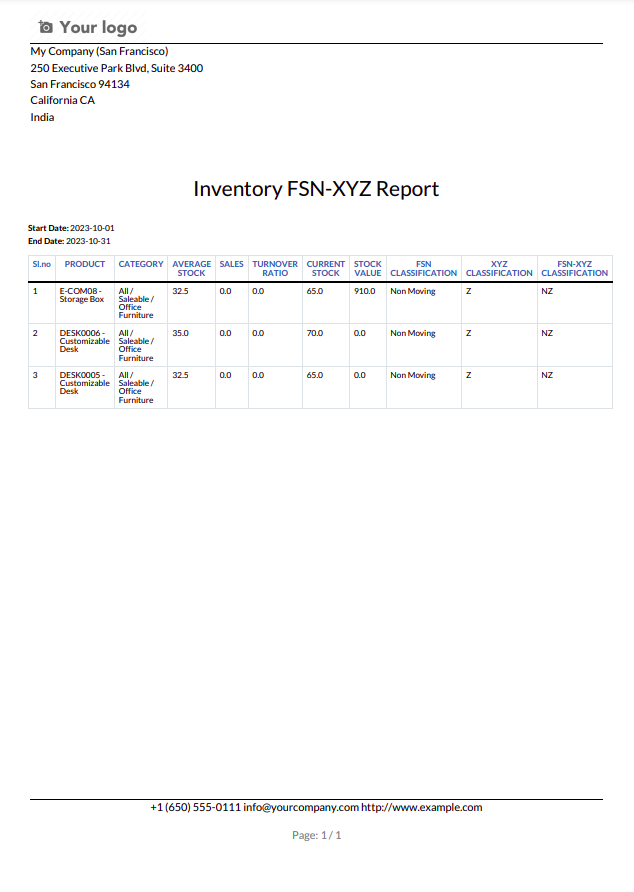 Your logo
My Company (San Francisco)
250 Executive Park Blvd, Suite 3400
San Francisco 94134
California CA
India
Inventory FSN-XYZ Report
Start Date: 2023-10-01
End Date: 2023-10-31
Sl.no PRODUCT CATEGORY AVERAGE SALES TURNOVER CURRENT STOCK FSN XYZ FSN-XYZ
STOCK RATIO STOCK VALUE CLASSIFICATION CLASSIFICATION CLASSIFICATION
1 E-COM08 - All / 32.5 0.0 0.0 65.0 910.0 Non Moving Z NZ
Storage Box Saleable /
Office
Furniture
2 DESK0006 - All / 35.0 0.0 0.0 70.0 0.0 Non Moving Z NZ
Customizable Saleable /
Desk Office
Furniture
3 DESK0005 - All / 32.5 0.0 0.0 65.0 0.0 Non Moving Z NZ
Customizable Saleable /
Desk Office
Furniture
+1 (650) 555-0111 info@yourcompany.com http://www.example.com
Page: 1 / 1